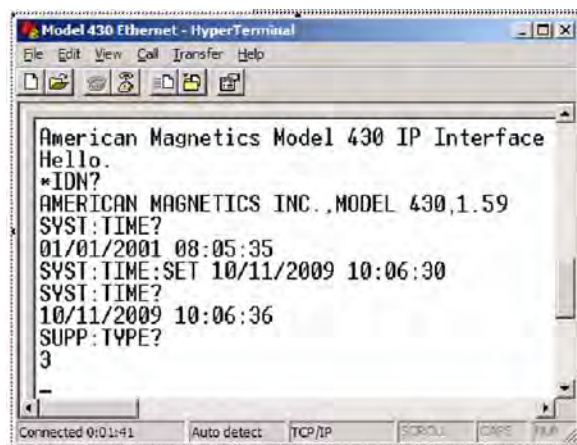 Model 430 Ethernet - HyperTerminal
File Edit View Call Transfer Help
American Magnetics Model 430 IP Interface
Hello.
*IDN?
AMERICAN MAGNETICS INC.,MODEL 430,1.59
SYST:TIME?
01/01/2001 08:05:35
SYST:TIME:SET 10/11/2009 10:06:30
SYST:TIME?
10/11/2009 10:06:36
SUPP:TYPE?
3
Connected 0:01:41 Auto detect TCP/IP SCROLL CAPS NUM